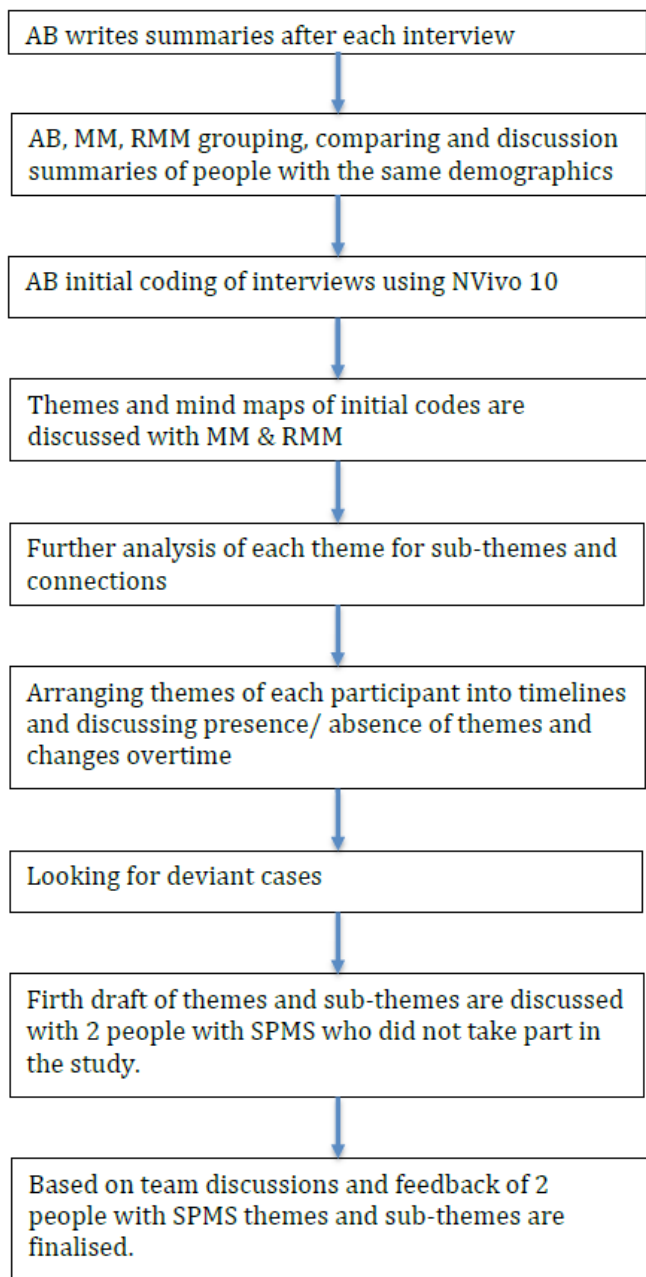 AB writes summaries after each interview
AB, MM, RMM grouping, comparing and discussion
summaries of people with the same demographics
AB initial coding of interviews using NVivo 10
Themes and mind maps of initial codes are
discussed with MM & RMM
Further analysis of each theme for sub-themes and
connections
Arranging themes of each participant into timelines
and discussing presence/ absence of themes and
changes overtime
Looking for deviant cases
Firth draft of themes and sub-themes are discussed
with 2 people with SPMS who did not take part in
the study.
Based on team discussions and feedback of 2
people with SPMS themes and sub-themes are
finalised.